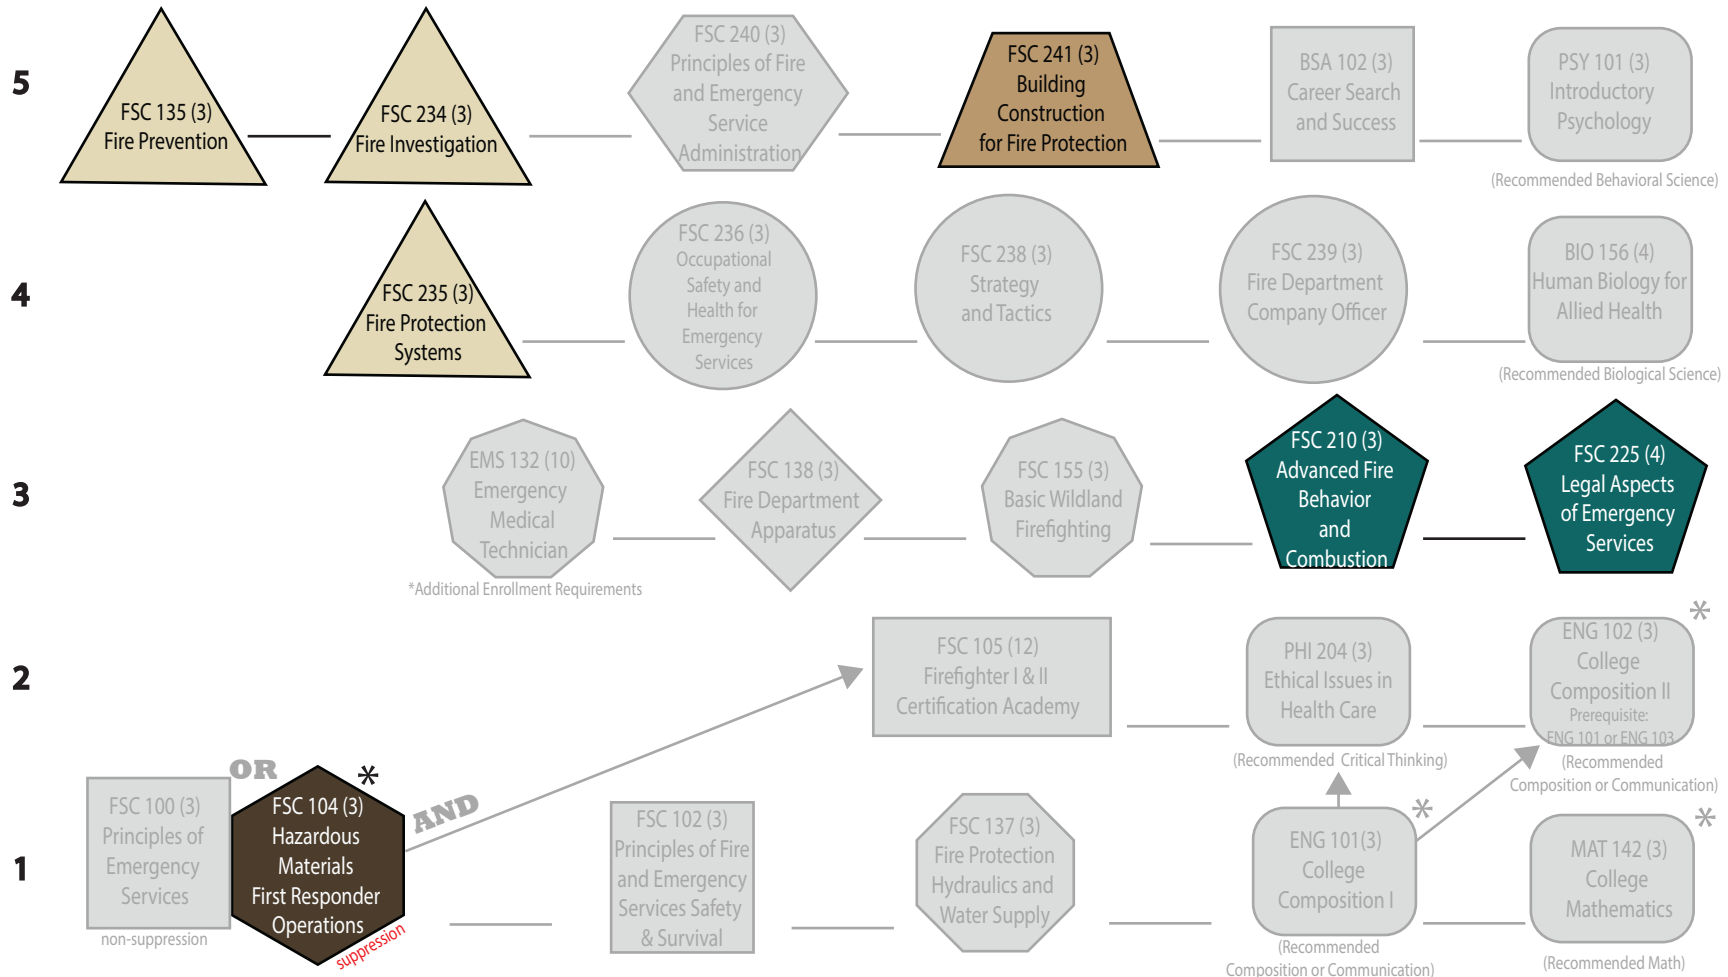 5
FSC 135 (3)
Fire Prevention
FSC 234 (3)
Fire Investigation
FSC 240 (3)
Principles of Fire
and Emergency
Service
Administration
FSC 241 (3)
Building
Construction
for Fire Protection
BSA 102 (3)
Career Search
and Success
PSY 101 (3)
Introductory
Psychology
(Recommended Behavioral Science)
4
FSC 235 (3)
Fire Protection
Systems
FSC 236 (3)
Occupational
Safety and
Health for
Emergency
Services
FSC 238 (3)
Strategy
and Tactics
FSC 239 (3)
Fire Department
Company Officer
BIO 156 (4)
Human Biology for
Allied Health
(Recommended Biological Science)
3
EMS 132 (10)
Emergency
Medical
Technician
*Additional Enrollment Requirements
FSC 138 (3)
Fire Department
Apparatus
FSC 155 (3)
Basic Wildland
Firefighting
FSC 210 (3)
Advanced Fire
Behavior
and
Combustion
FSC 225 (4)
Legal Aspects
of Emergency
Services
2
FSC 105 (12)
Firefighter I & II
Certification Academy
PHI 204 (3)
Ethical Issues in
Health Care
(Recommended Critical Thinking)
*
ENG 102 (3)
College
Composition II
Prerequisite:
ENG 101 or ENG 103
(Recommended
Composition or Communication)
1
FSC 100 (3)
Principles of
Emergency
Services
non-suppression
OR
*
FSC 104 (3)
Hazardous
Materials
First Responder
Operations
suppression
AND
FSC 102 (3)
Principles of Fire
and Emergency
Services Safety
& Survival
FSC 137 (3)
Fire Protection
Hydraulics and
Water Supply
*
ENG 101(3)
College
Composition I
(Recommended
Composition or Communication)
*
MAT 142 (3)
College
Mathematics
(Recommended Math)